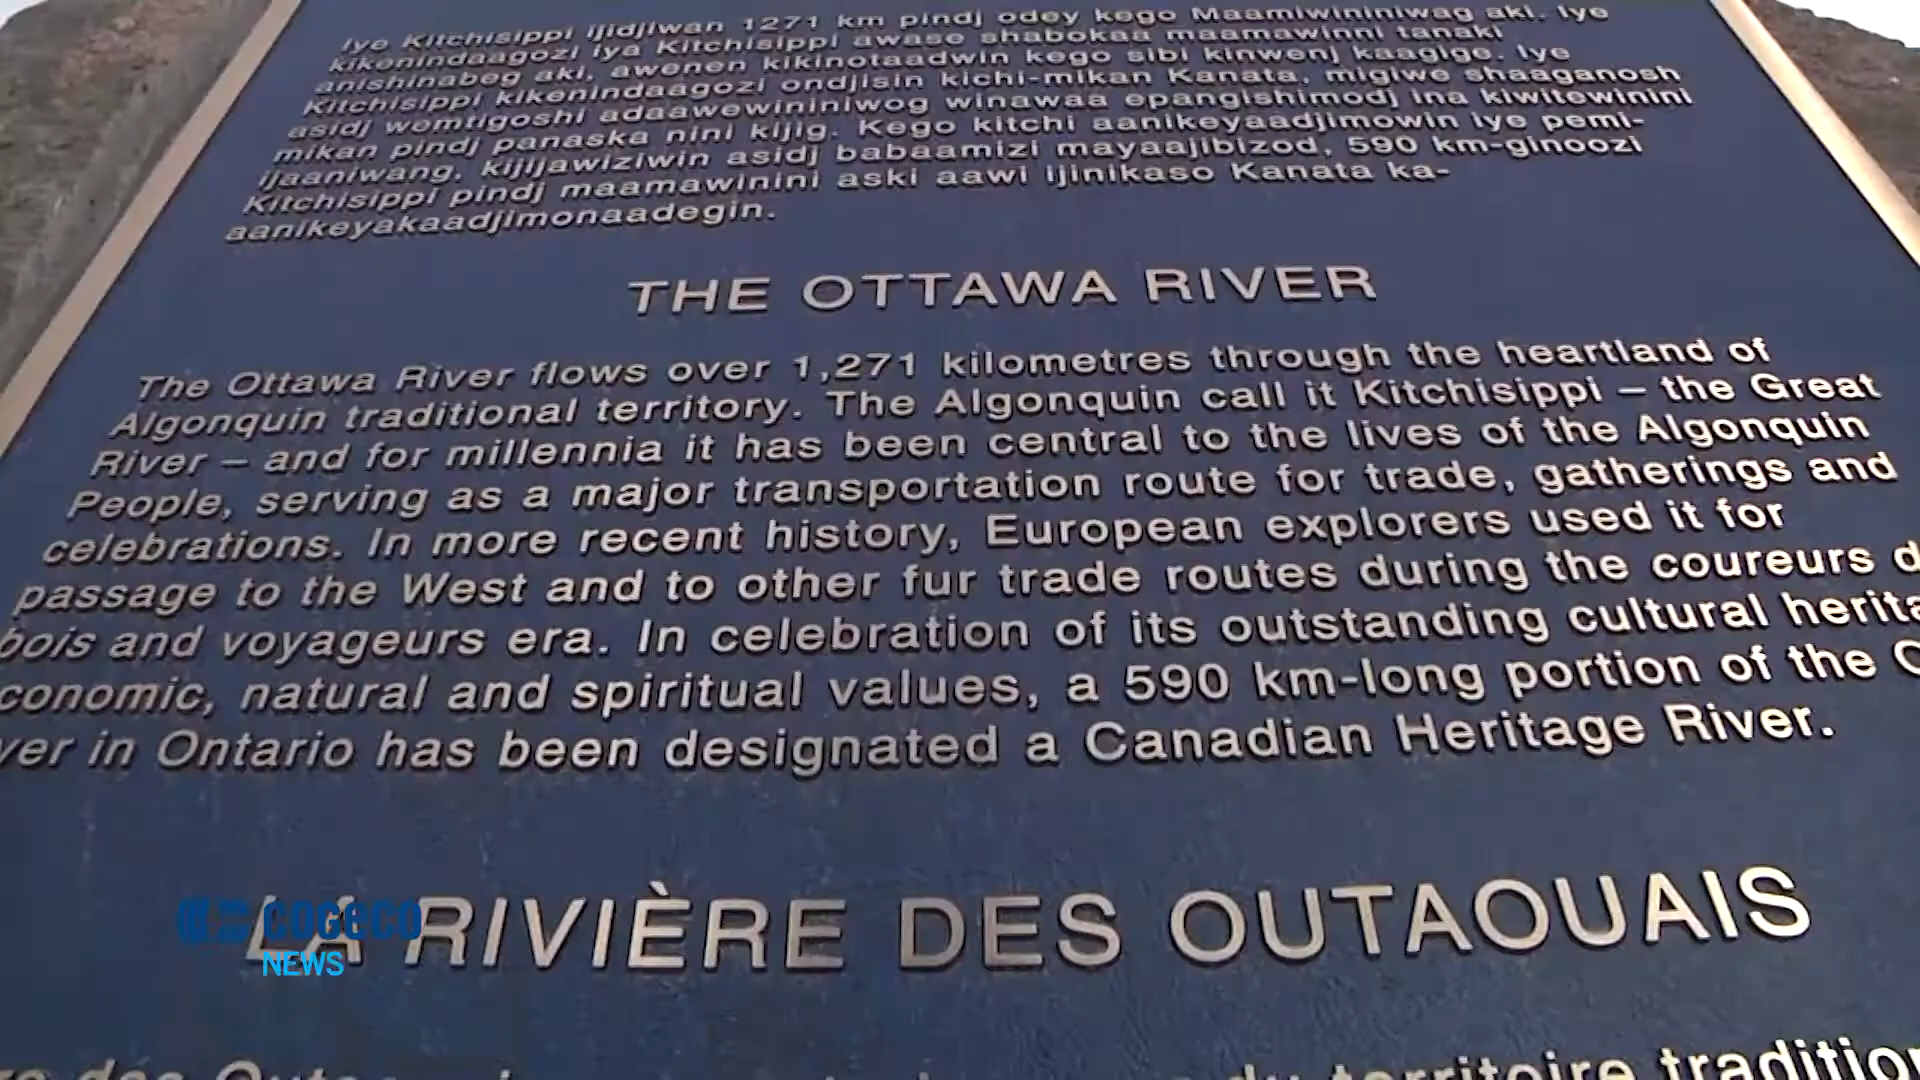 Iye Kitchisippi ijidjiwan 1271 km pindj odey kego Maamiwininiwag aki. Iye
kikenindaagozi iya Kitchisippi awase shabokaa maamawinni tanaki
anishinabeg aki, awenen kikinotaadwin kego sibi kinwenj kaagige. Iye
Kitchisippi kikenindaagozi ondjisin kichi-mikan Kanata, migiwe shaaganosh
asidj wemtigoshi adaawewininiwog winawaa epangishimodj ina kiwitewinini
mikan pindj panaska nini kijig. Kego kitchi aanikeyaadjimowin iye pemi-
ijaaniwang, kijijawiziwin asidj babaamizi mayaajibizod, 590 km-ginoozi
Kitchisippi pindj maamawinini aski aawi ijinikaso Kanata ka-
aanikeyakaadjimonaadegin.
THE OTTAWA RIVER
The Ottawa River flows over 1,271 kilometres through the heartland of
Algonquin traditional territory. The Algonquin call it Kitchisippi – the Great
River – and for millennia it has been central to the lives of the Algonquin
People, serving as a major transportation route for trade, gatherings and
celebrations. In more recent history, European explorers used it for
passage to the West and to other fur trade routes during the coureurs d
bois and voyageurs era. In celebration of its outstanding cultural herita
conomic, natural and spiritual values, a 590 km-long portion of the O
ver in Ontario has been designated a Canadian Heritage River.
LA RIVIÈRE DES OUTAOUAIS
COGECO
NEWS
du territoire tradition